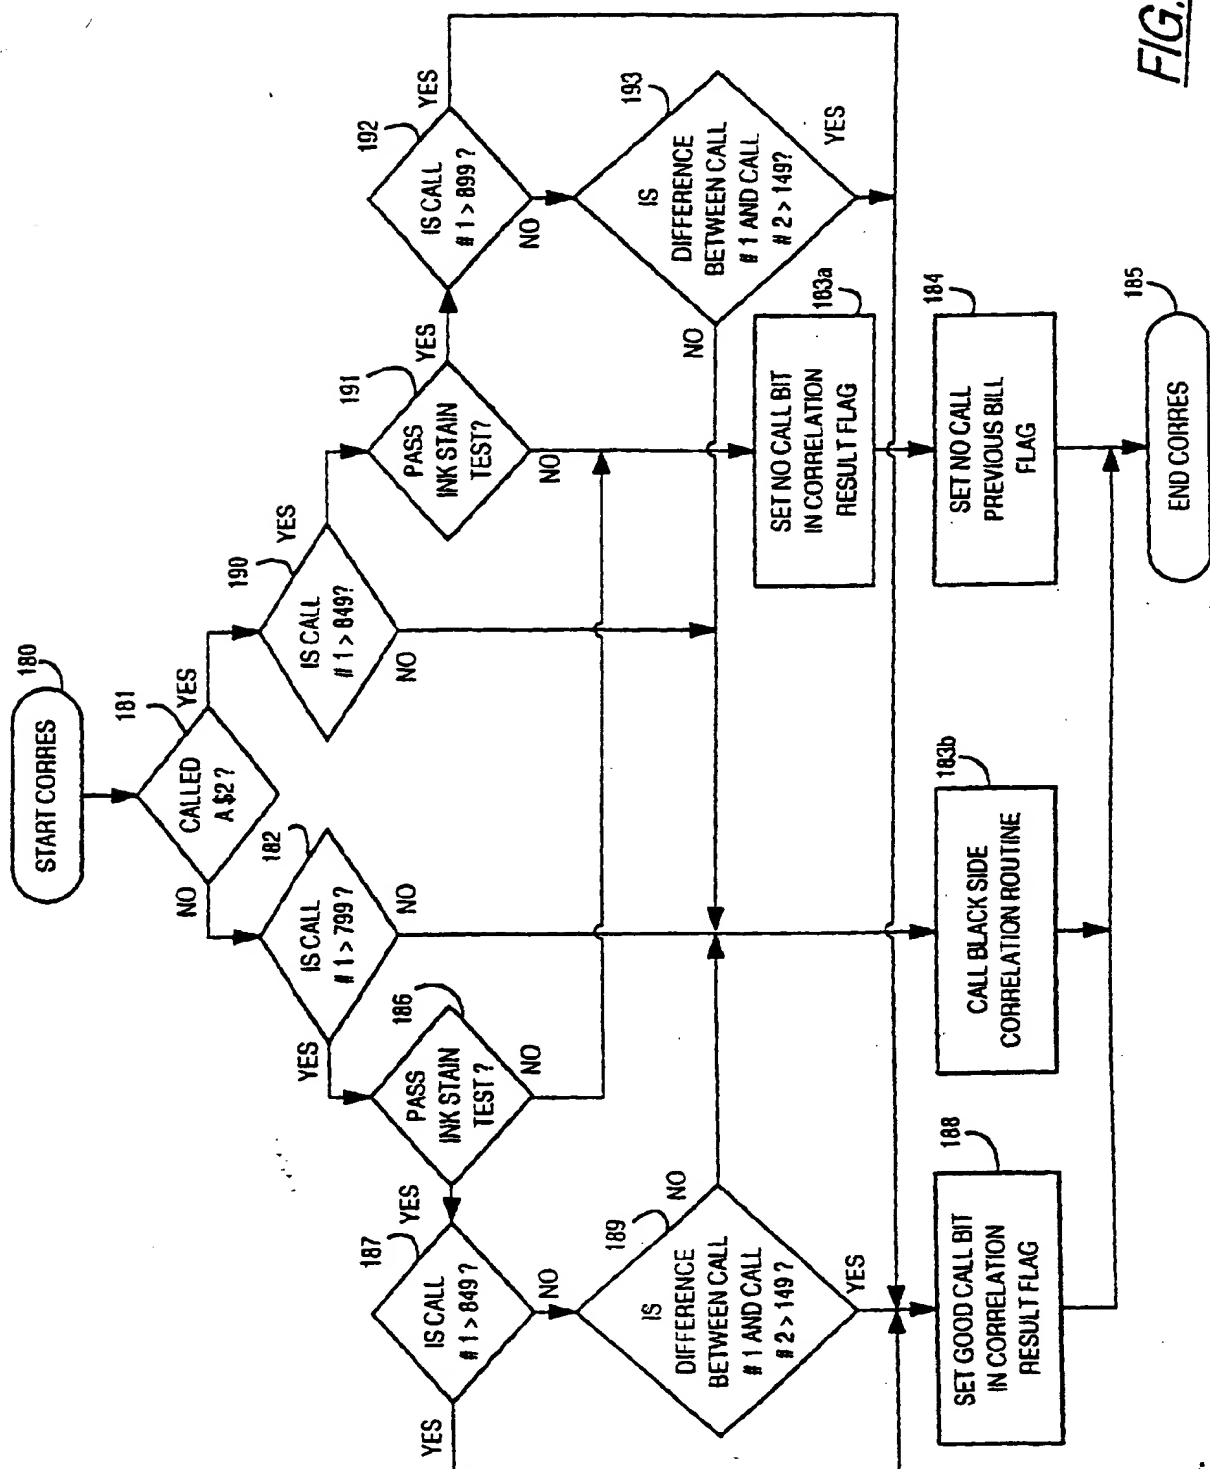 START CORRES
180
CALLED
A $2?
181
NO
YES
IS CALL
# 1 > 799?
182
YES
NO
IS CALL
# 1 > 849?
190
YES
NO
PASS
INK STAIN
TEST?
186
YES
NO
PASS
INK STAIN
TEST?
191
YES
NO
IS CALL
# 1 > 849?
187
YES
NO
IS CALL
# 1 > 899?
192
YES
NO
IS
DIFFERENCE
BETWEEN CALL
# 1 AND CALL
# 2 > 149?
189
NO
YES
IS
DIFFERENCE
BETWEEN CALL
# 1 AND CALL
# 2 > 149?
193
NO
YES
SET NO CALL BIT
IN CORRELATION
RESULT FLAG
183a
SET GOOD CALL BIT
IN CORRELATION
RESULT FLAG
188
CALL BLACK SIDE
CORRELATION ROUTINE
183b
SET NO CALL
PREVIOUS BILL
FLAG
184
END CORRES
185
FIG.